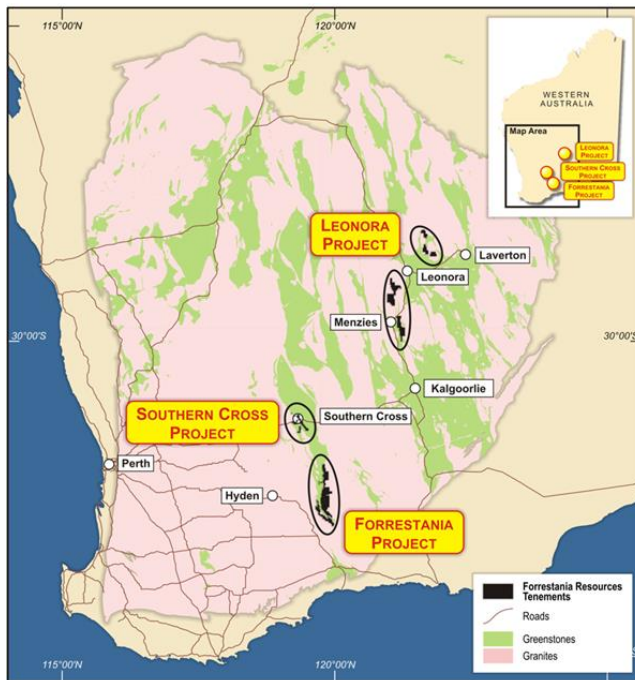 115°00'N
120°00'N
WESTERN
AUSTRALIA
Map Area
LEONORA
PROJECT
SOUTHERN CROSS
PROJECT
FORRESTANIA
PROJECT
LEONORA
PROJECT
Laverton
Leonora
Menzies
30°00'S
30°00'S
Kalgoorlie
SOUTHERN CROSS
PROJECT
Southern Cross
Perth
Hyden
FORRESTANIA
PROJECT
Forrestania Resources
Tenements
Roads
Greenstones
Granites
115°00'N
120°00'N